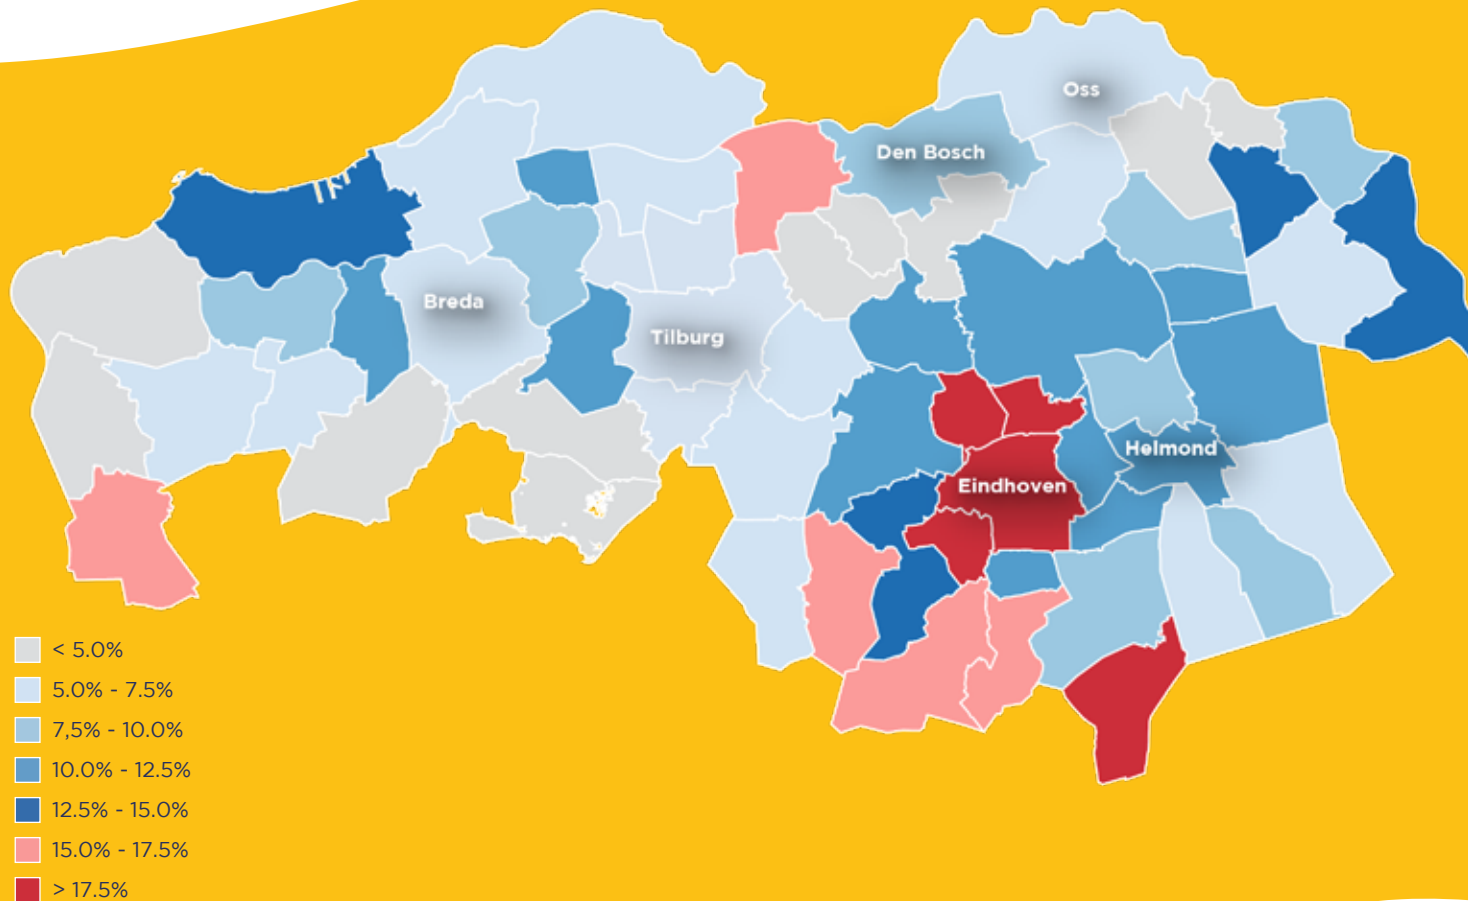 Oss
Den Bosch
Breda
Tilburg
Helmond
Eindhoven
< 5.0%
5.0% - 7.5%
7,5% - 10.0%
10.0% - 12.5%
12.5% - 15.0%
15.0% - 17.5%
> 17.5%